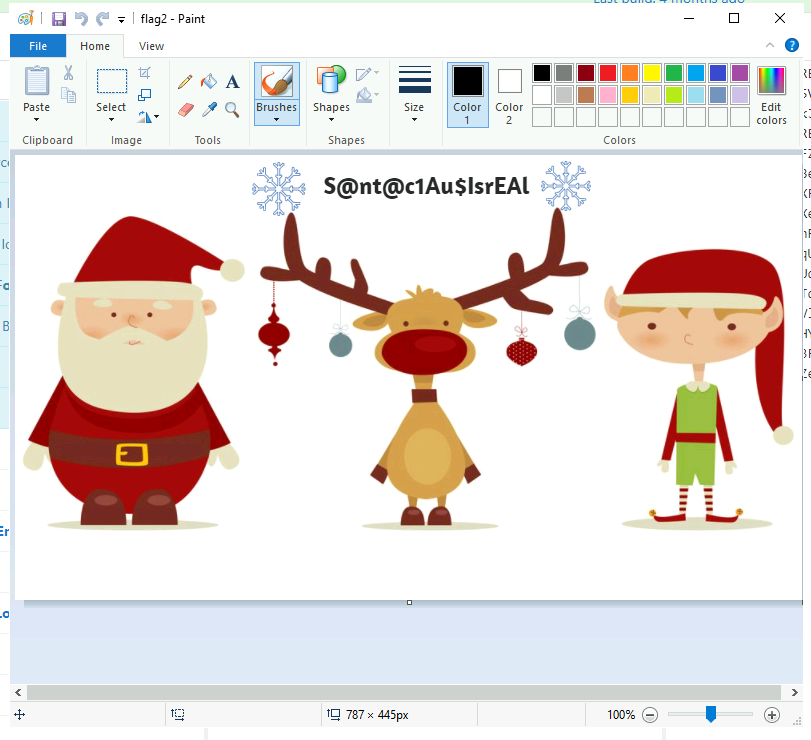 Last build: 4 months ago
flag2 - Paint
File
Home
View
Paste
Select
Brushes
Shapes
Size
Color
1
Color
2
Edit
colors
Clipboard
Image
Tools
Shapes
Colors
S@nt@c1Au$IsrEAl
787 × 445px
100%